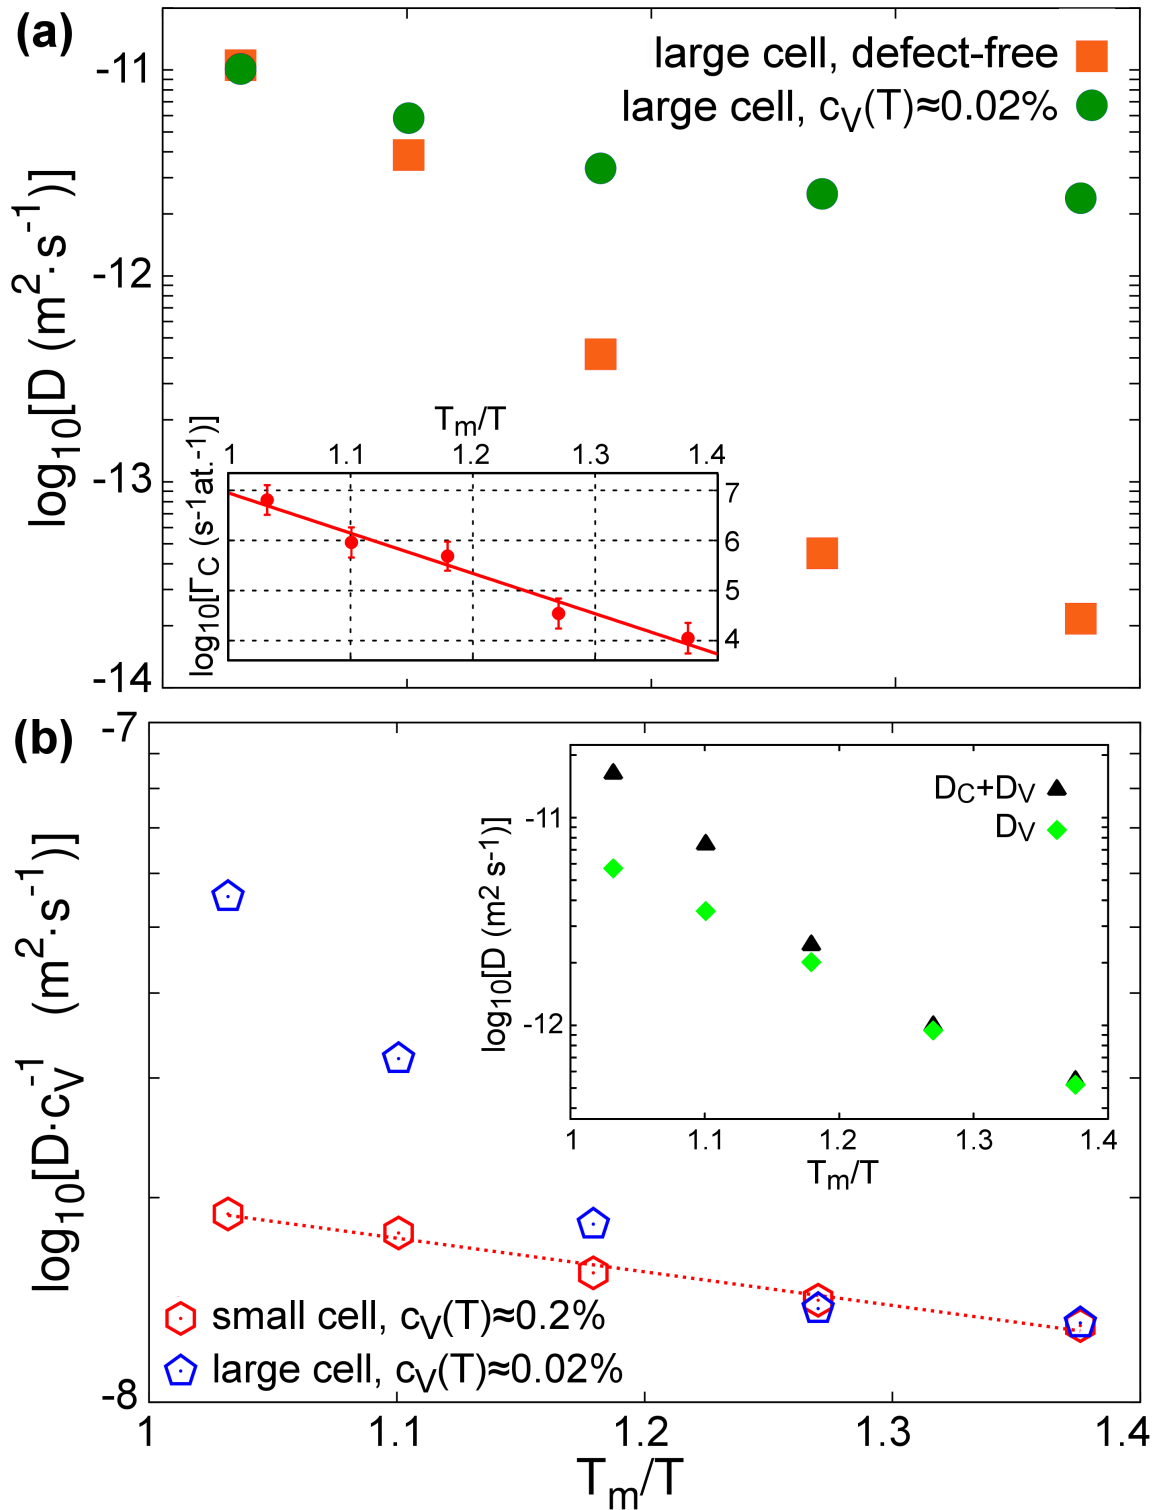 (a)
large cell, defect-free
large cell, cV(T)≈0.02%
log10[D (m2·s-1)]
-11
-12
-13
-14
Tm/T
1 1.1 1.2 1.3 1.4
log10[ΓC (s-1at.-1)]
7
6
5
4
(b)
log10[D·cV-1 (m2·s-1)]
-7
-8
DC+DV
DV
log10[D (m2 s-1)]
-11
-12
1 1.1 1.2 1.3 1.4
Tm/T
small cell, cV(T)≈0.2%
large cell, cV(T)≈0.02%
1 1.1 1.2 1.3 1.4
Tm/T